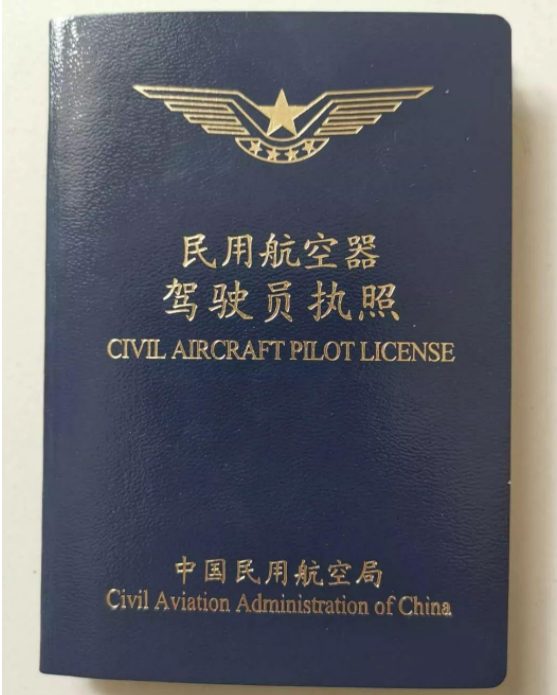 民用航空器
驾驶员执照
CIVIL AIRCRAFT PILOT LICENSE
中国民用航空局
Civil Aviation Administration of China